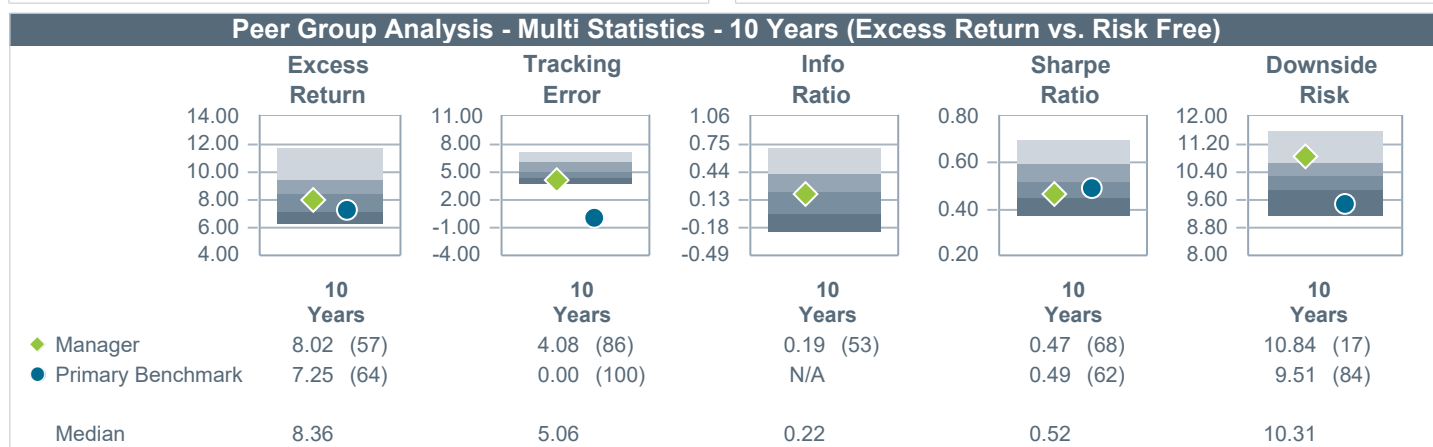 Peer Group Analysis - Multi Statistics - 10 Years (Excess Return vs. Risk Free)
Excess Return
14.00
12.00
10.00
8.00
6.00
4.00
Tracking Error
11.00
8.00
5.00
2.00
-1.00
-4.00
Info Ratio
1.06
0.75
0.44
0.13
-0.18
-0.49
Sharpe Ratio
0.80
0.60
0.40
0.20
Downside Risk
12.00
11.20
10.40
9.60
8.80
8.00
10 Years 10 Years 10 Years 10 Years 10 Years
Manager 8.02 (57) 4.08 (86) 0.19 (53) 0.47 (68) 10.84 (17)
Primary Benchmark 7.25 (64) 0.00 (100) N/A 0.49 (62) 9.51 (84)
Median 8.36 5.06 0.22 0.52 10.31